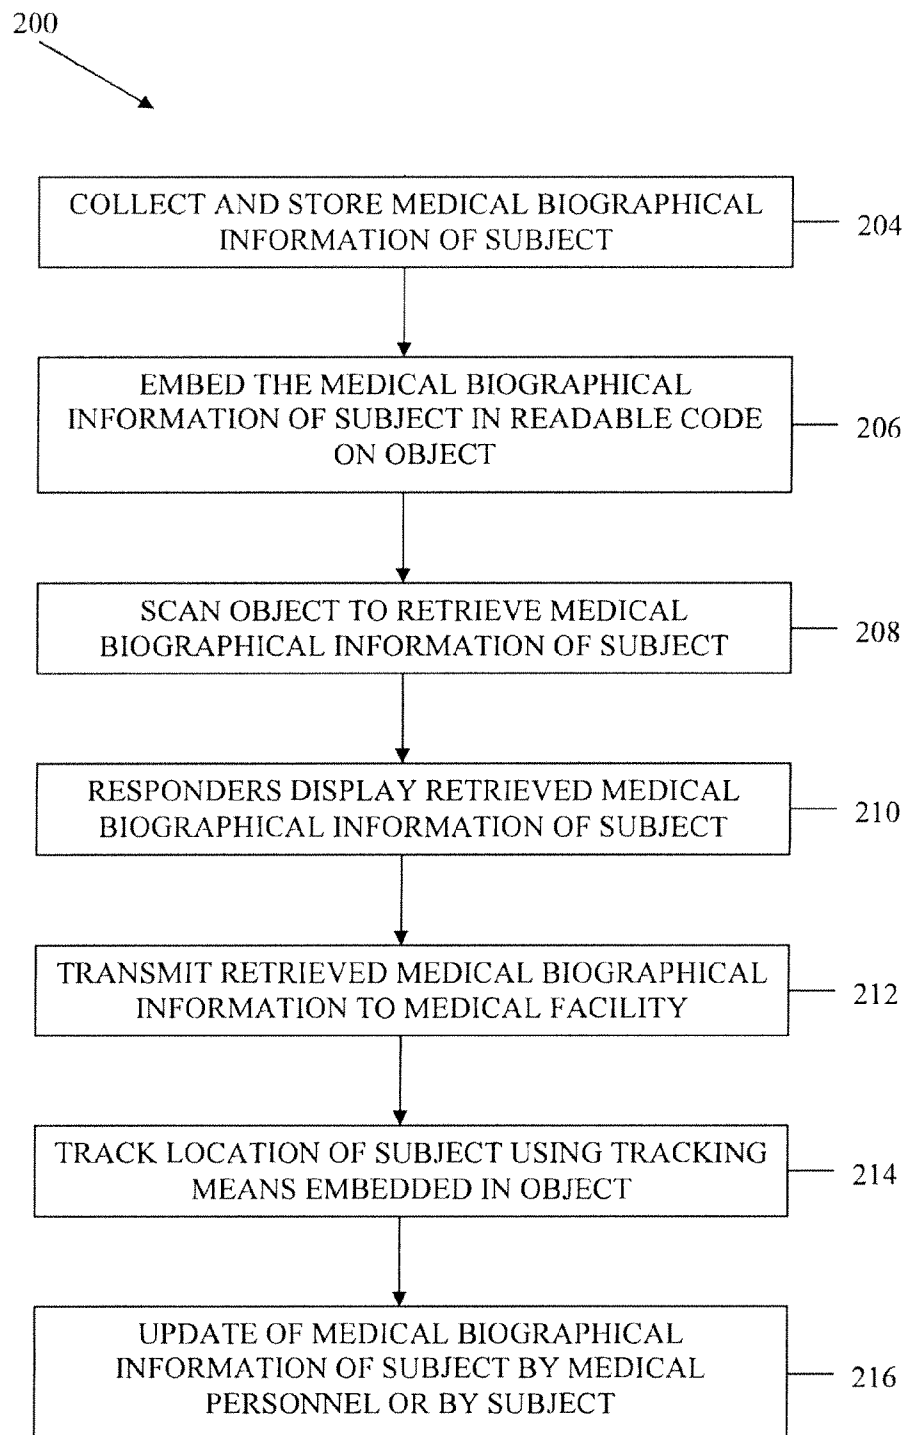 200
COLLECT AND STORE MEDICAL BIOGRAPHICAL
INFORMATION OF SUBJECT
204
EMBED THE MEDICAL BIOGRAPHICAL
INFORMATION OF SUBJECT IN READABLE CODE
ON OBJECT
206
SCAN OBJECT TO RETRIEVE MEDICAL
BIOGRAPHICAL INFORMATION OF SUBJECT
208
RESPONDERS DISPLAY RETRIEVED MEDICAL
BIOGRAPHICAL INFORMATION OF SUBJECT
210
TRANSMIT RETRIEVED MEDICAL BIOGRAPHICAL
INFORMATION TO MEDICAL FACILITY
212
TRACK LOCATION OF SUBJECT USING TRACKING
MEANS EMBEDDED IN OBJECT
214
UPDATE OF MEDICAL BIOGRAPHICAL
INFORMATION OF SUBJECT BY MEDICAL
PERSONNEL OR BY SUBJECT
216